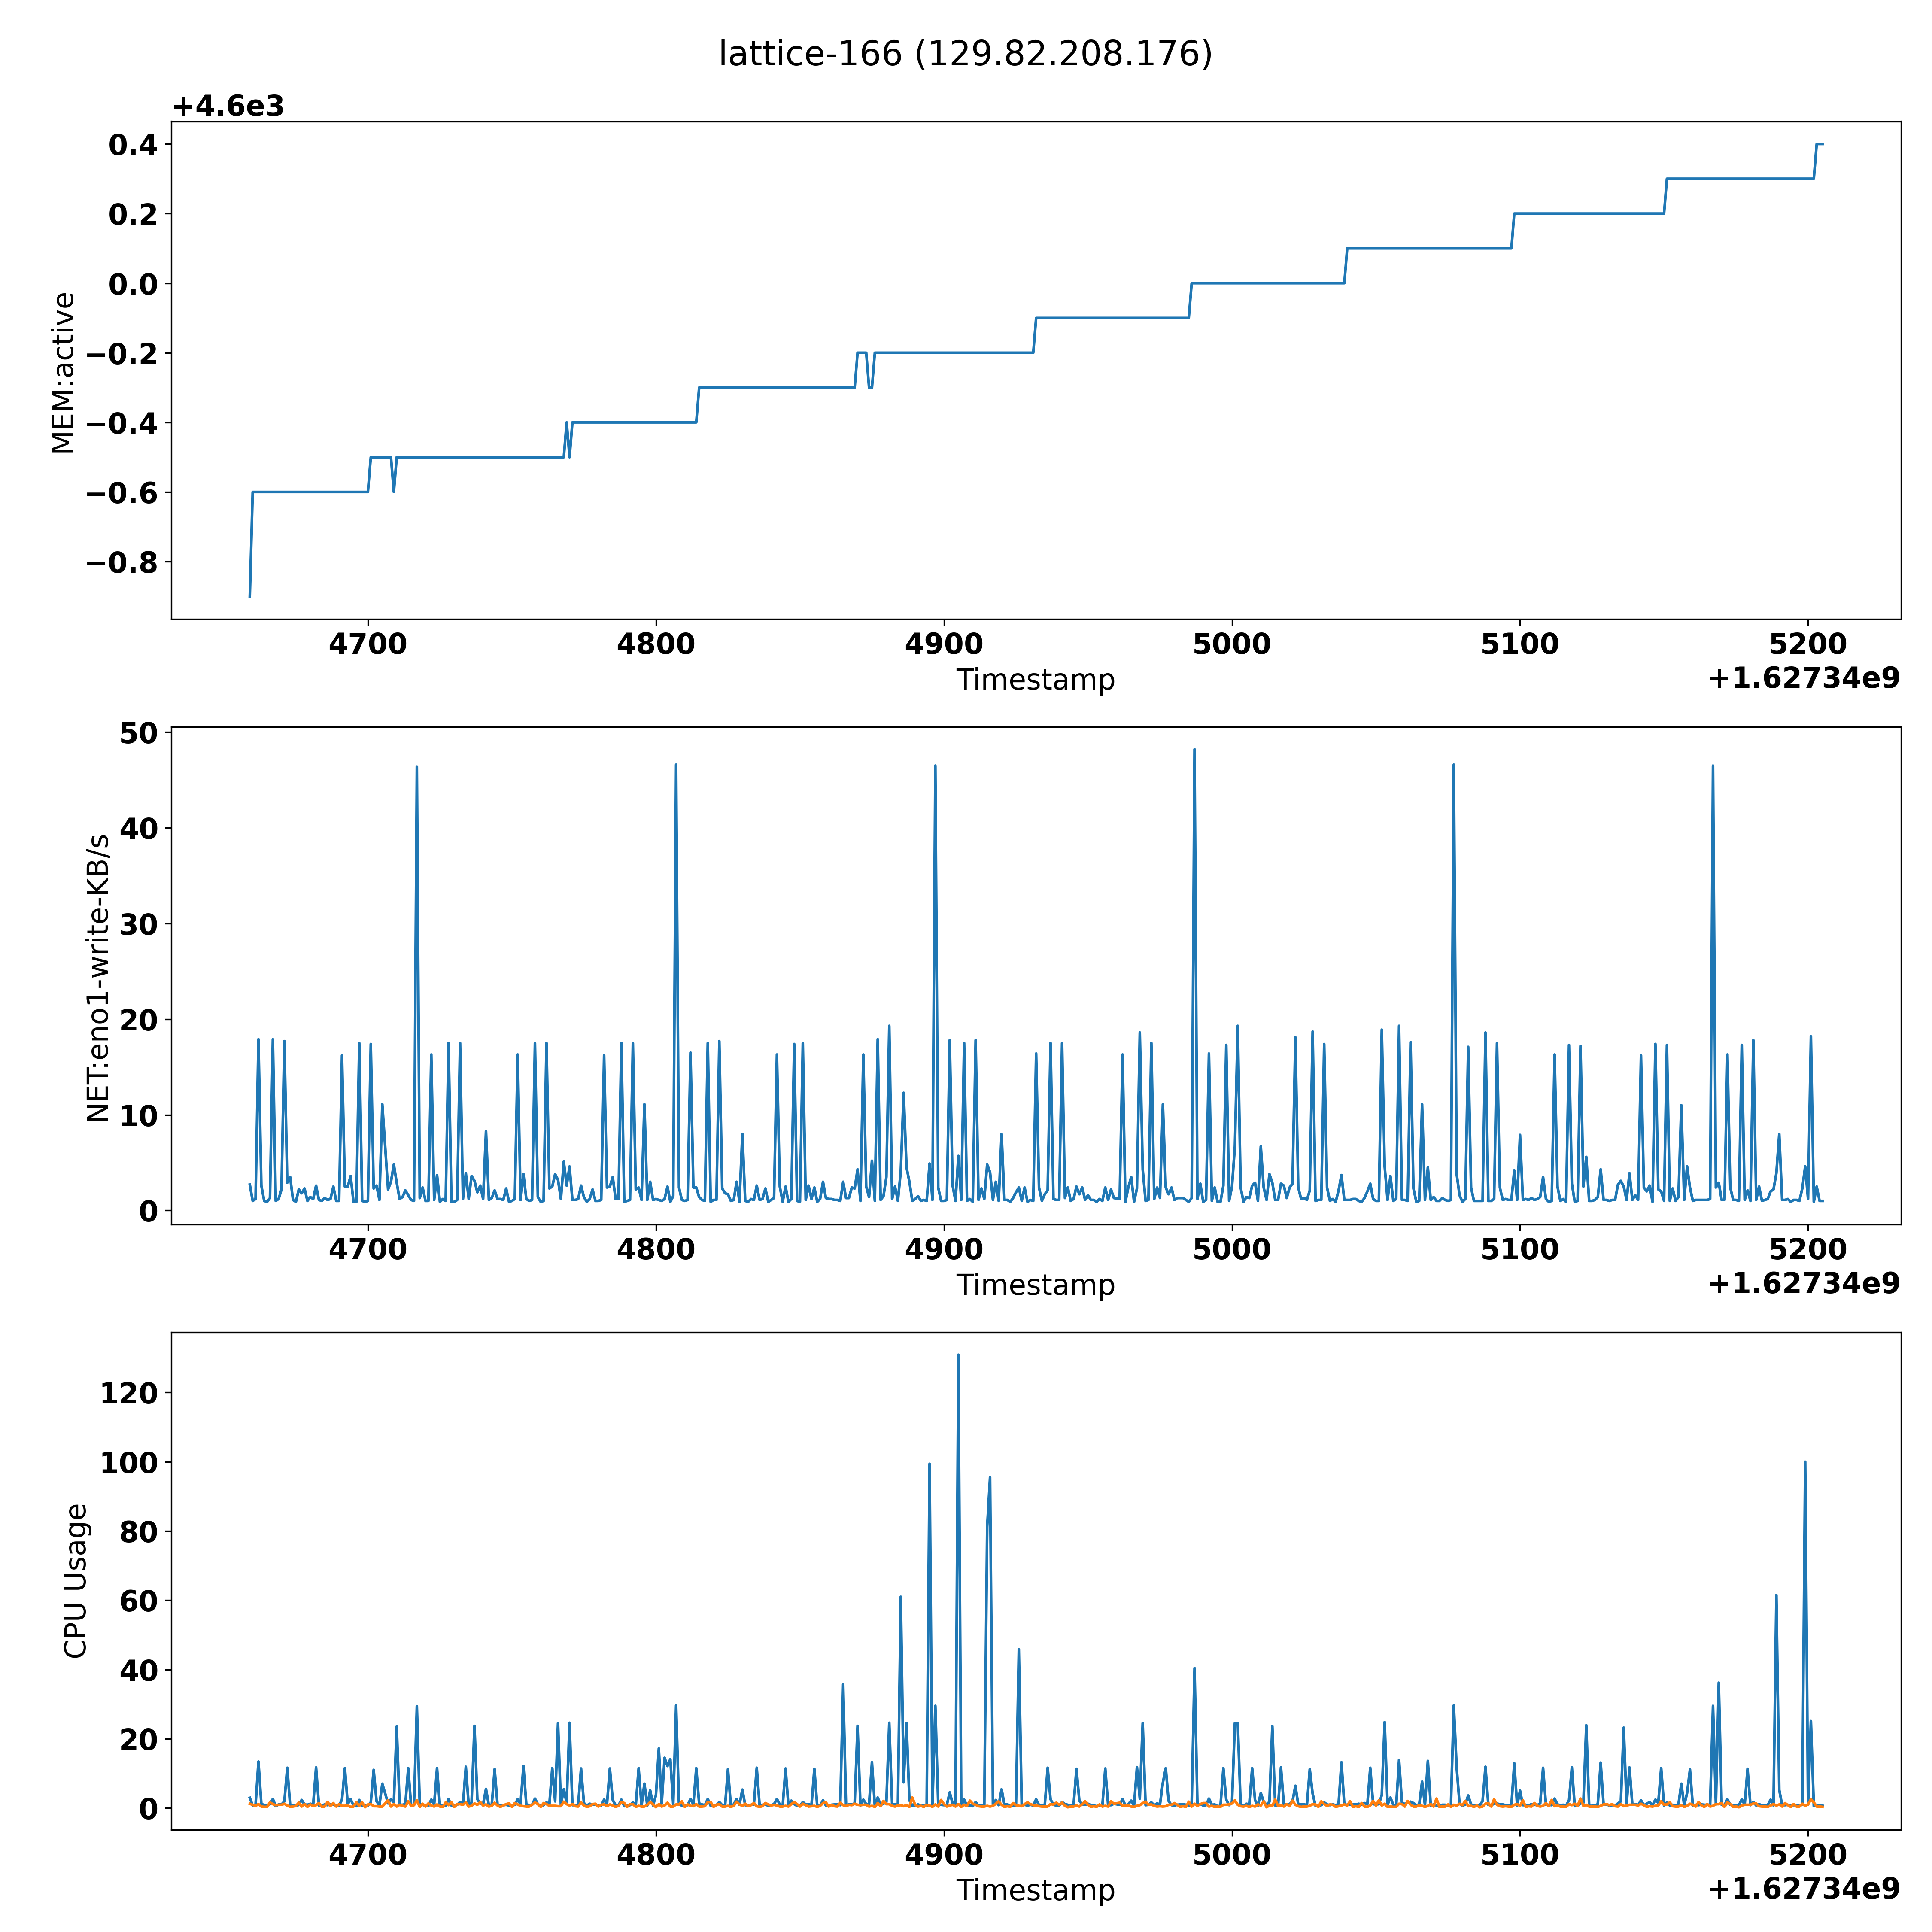 lattice-166 (129.82.208.176)
+4.6e3
0.4
0.2
0.0
−0.2
−0.4
−0.6
−0.8
MEM:active
4700 4800 4900 5000 5100 5200
Timestamp
+1.62734e9
50
40
30
20
10
0
NET:eno1-write-KB/s
4700 4800 4900 5000 5100 5200
Timestamp
+1.62734e9
120
100
80
60
40
20
0
CPU Usage
4700 4800 4900 5000 5100 5200
Timestamp
+1.62734e9